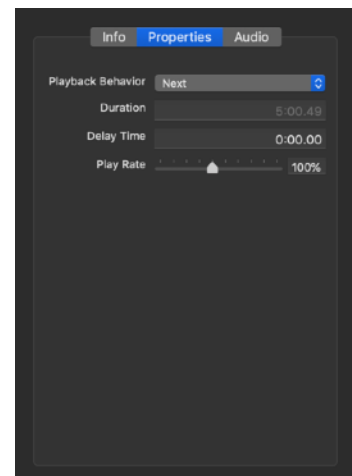 Info Properties Audio
Playback Behavior Next
Duration 5:00.49
Delay Time 0:00.00
Play Rate 100%